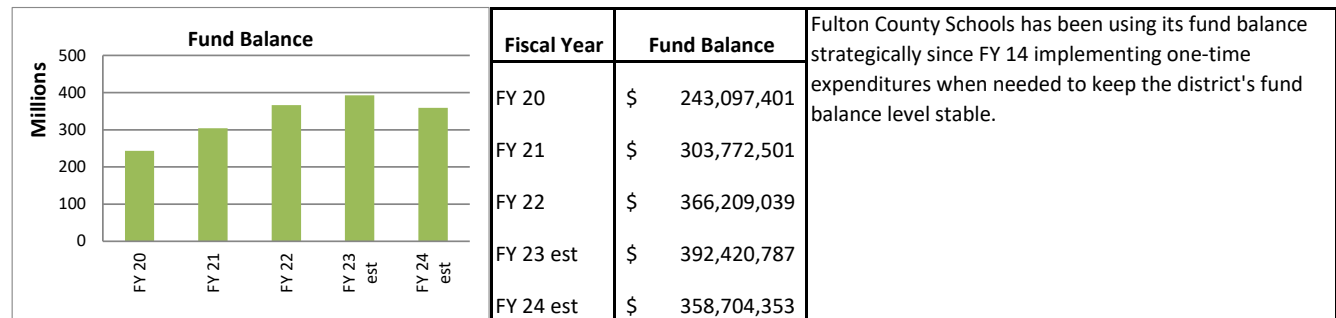 Fund Balance
Millions
500
400
300
200
100
0
FY 20
FY 21
FY 22
FY 23
est
FY 24
est
Fiscal Year Fund Balance
FY 20 $ 243,097,401
FY 21 $ 303,772,501
FY 22 $ 366,209,039
FY 23 est $ 392,420,787
FY 24 est $ 358,704,353
Fulton County Schools has been using its fund balance
strategically since FY 14 implementing one-time
expenditures when needed to keep the district's fund
balance level stable.